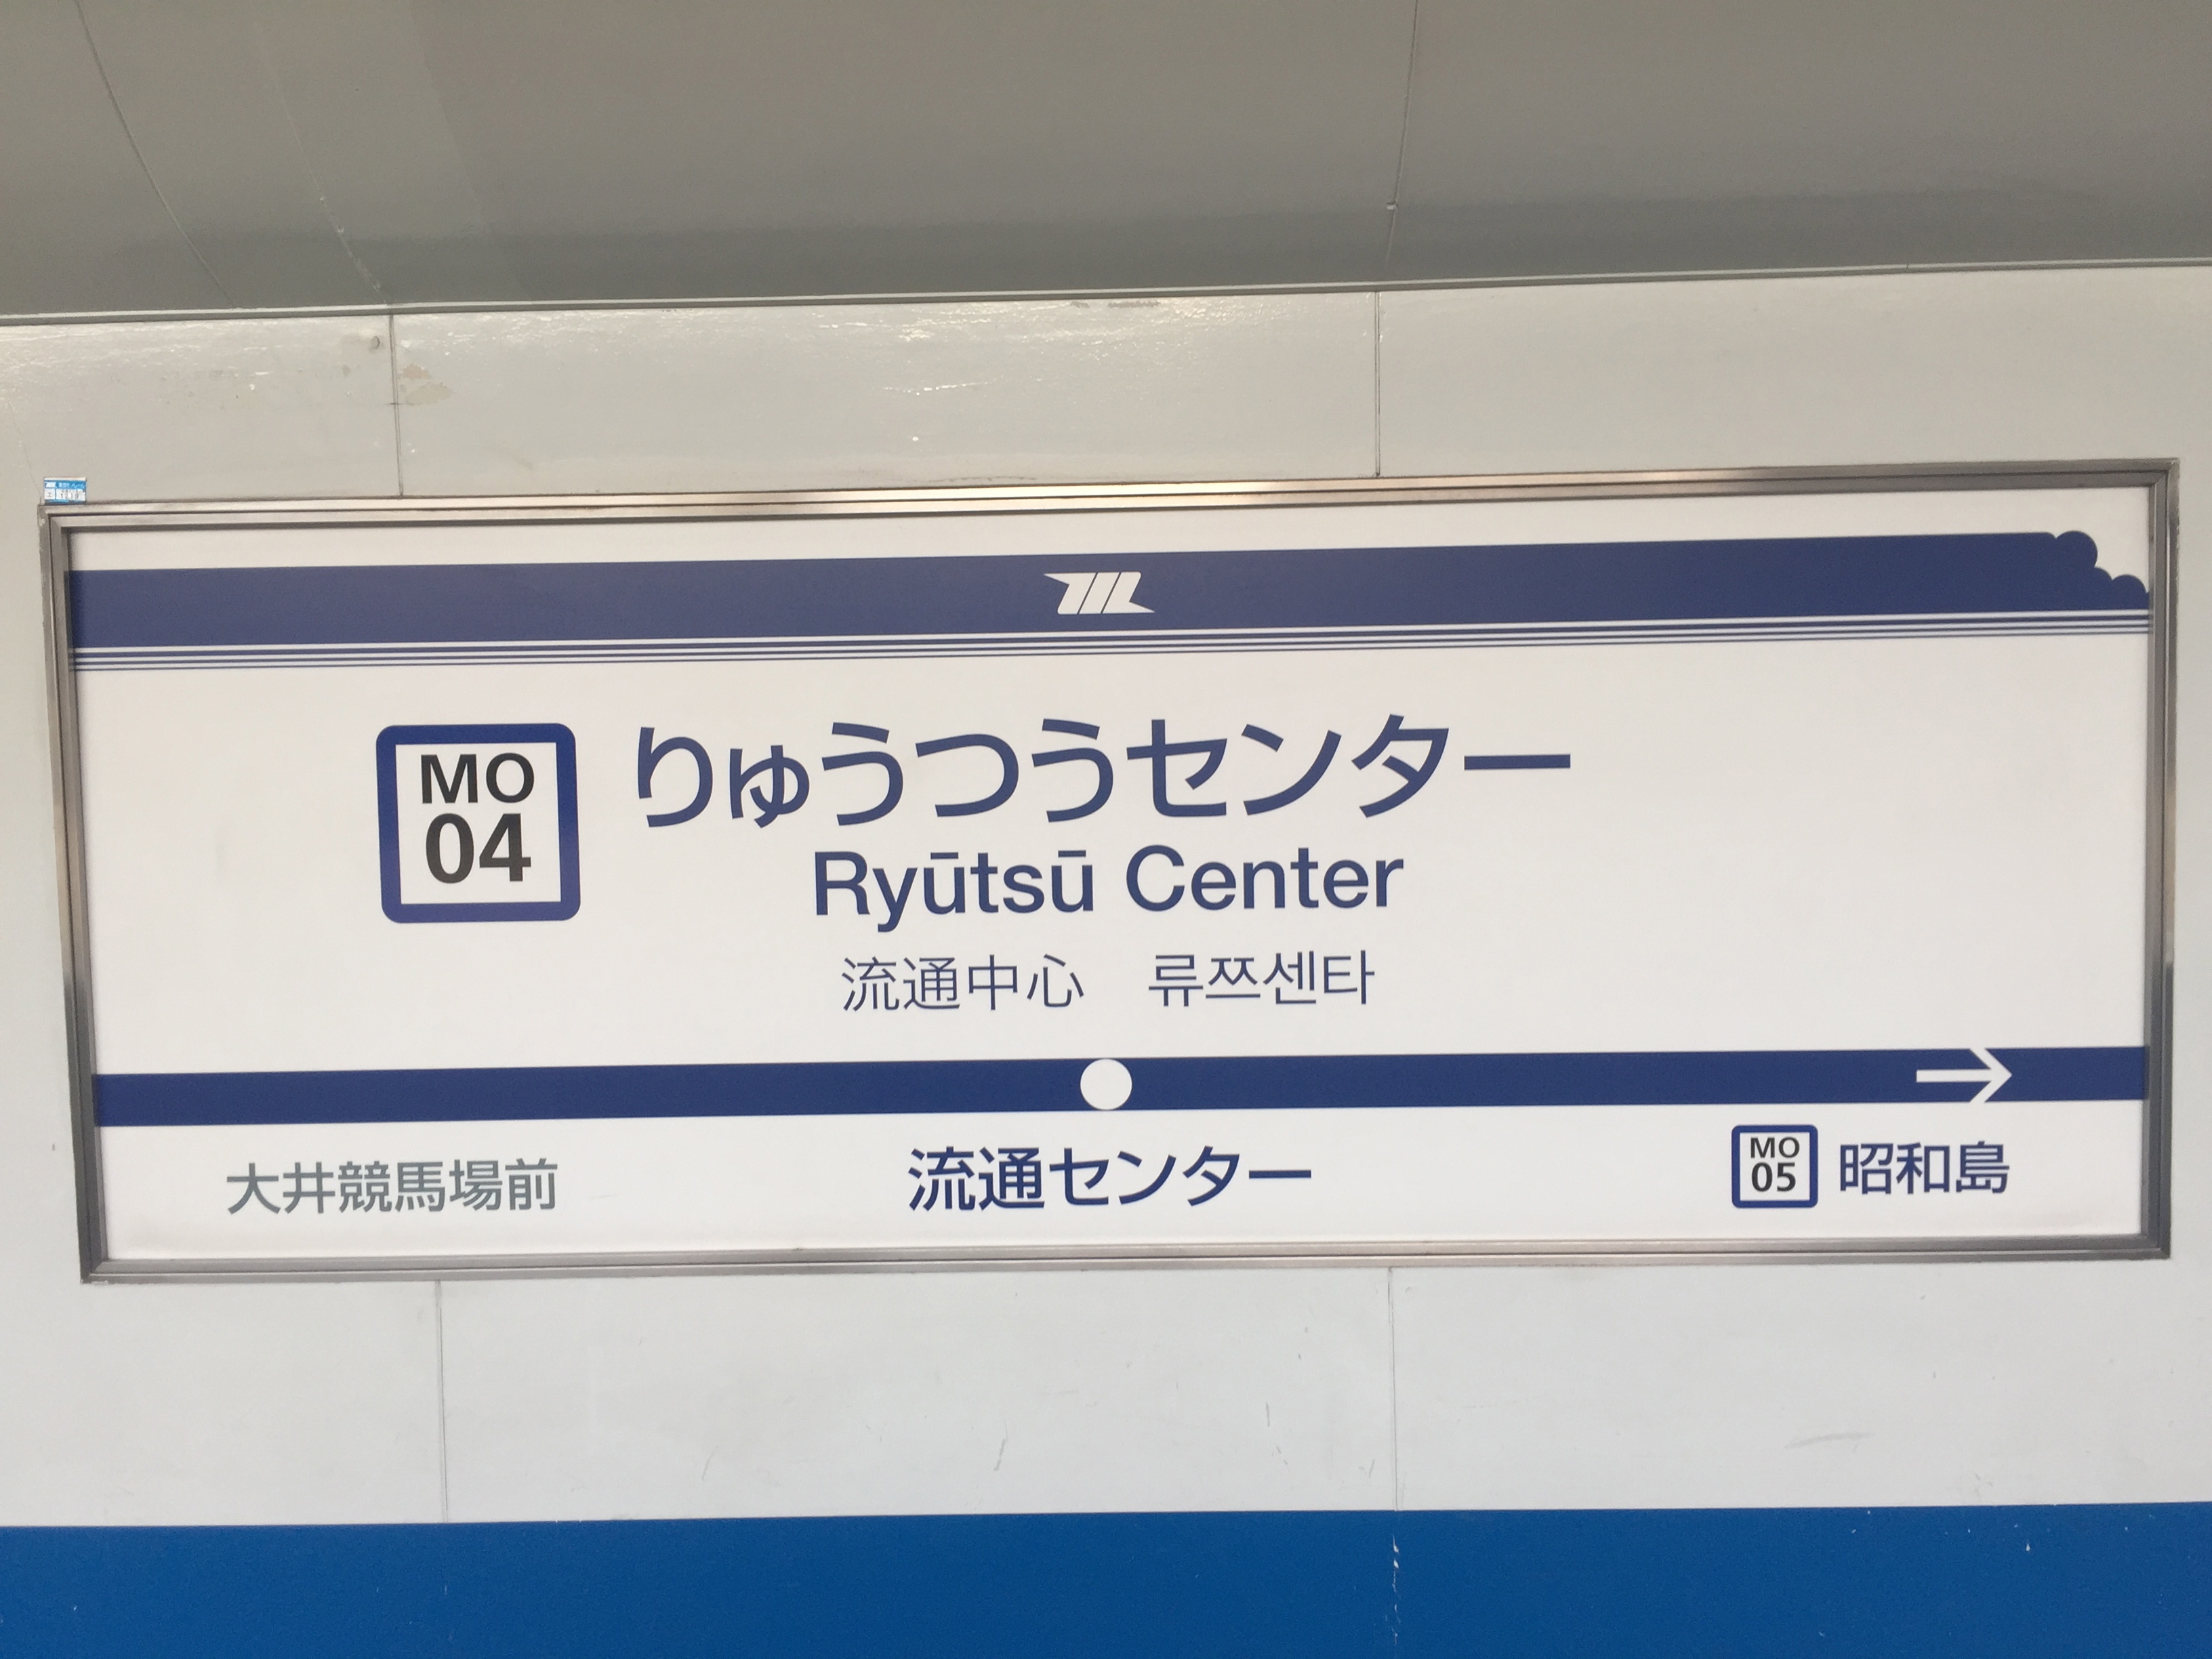 MO
04
りゅうつうセンター
Ryūtsū Center
流通中心 류쯔센타
大井競馬場前
流通センター
MO
05
昭和島